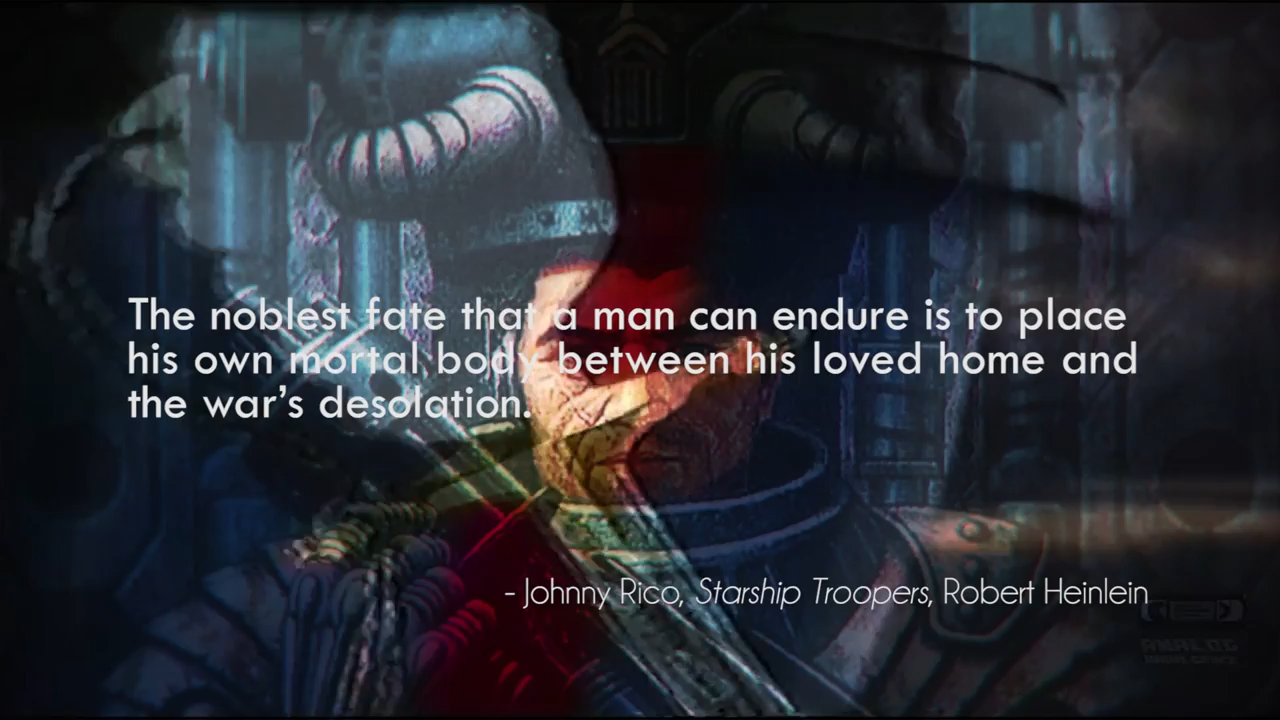 The noblest fate that a man can endure is to place
his own mortal body between his loved home and
the war’s desolation.
- Johnny Rico, Starship Troopers, Robert Heinlein